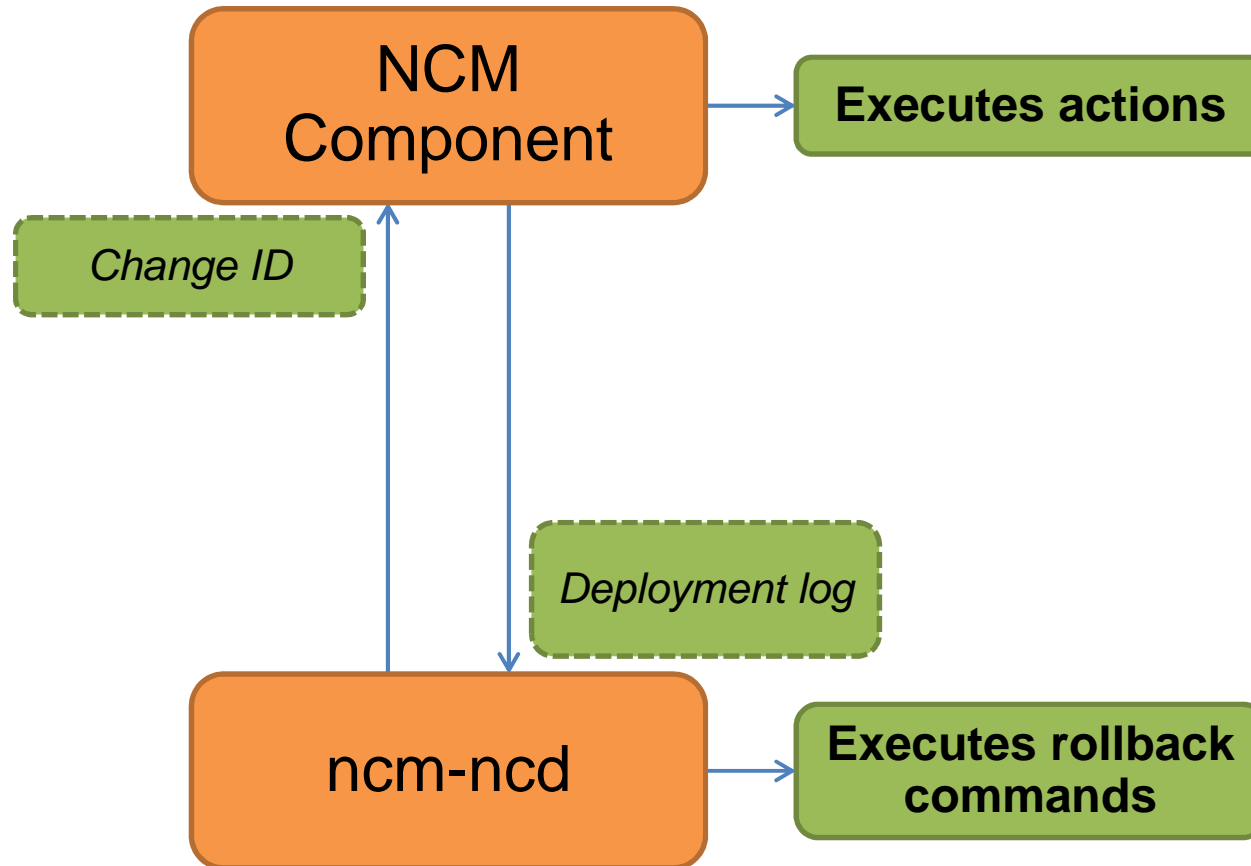 NCM
Component
Executes actions
Change ID
Deployment log
ncm-ncd
Executes rollback
commands